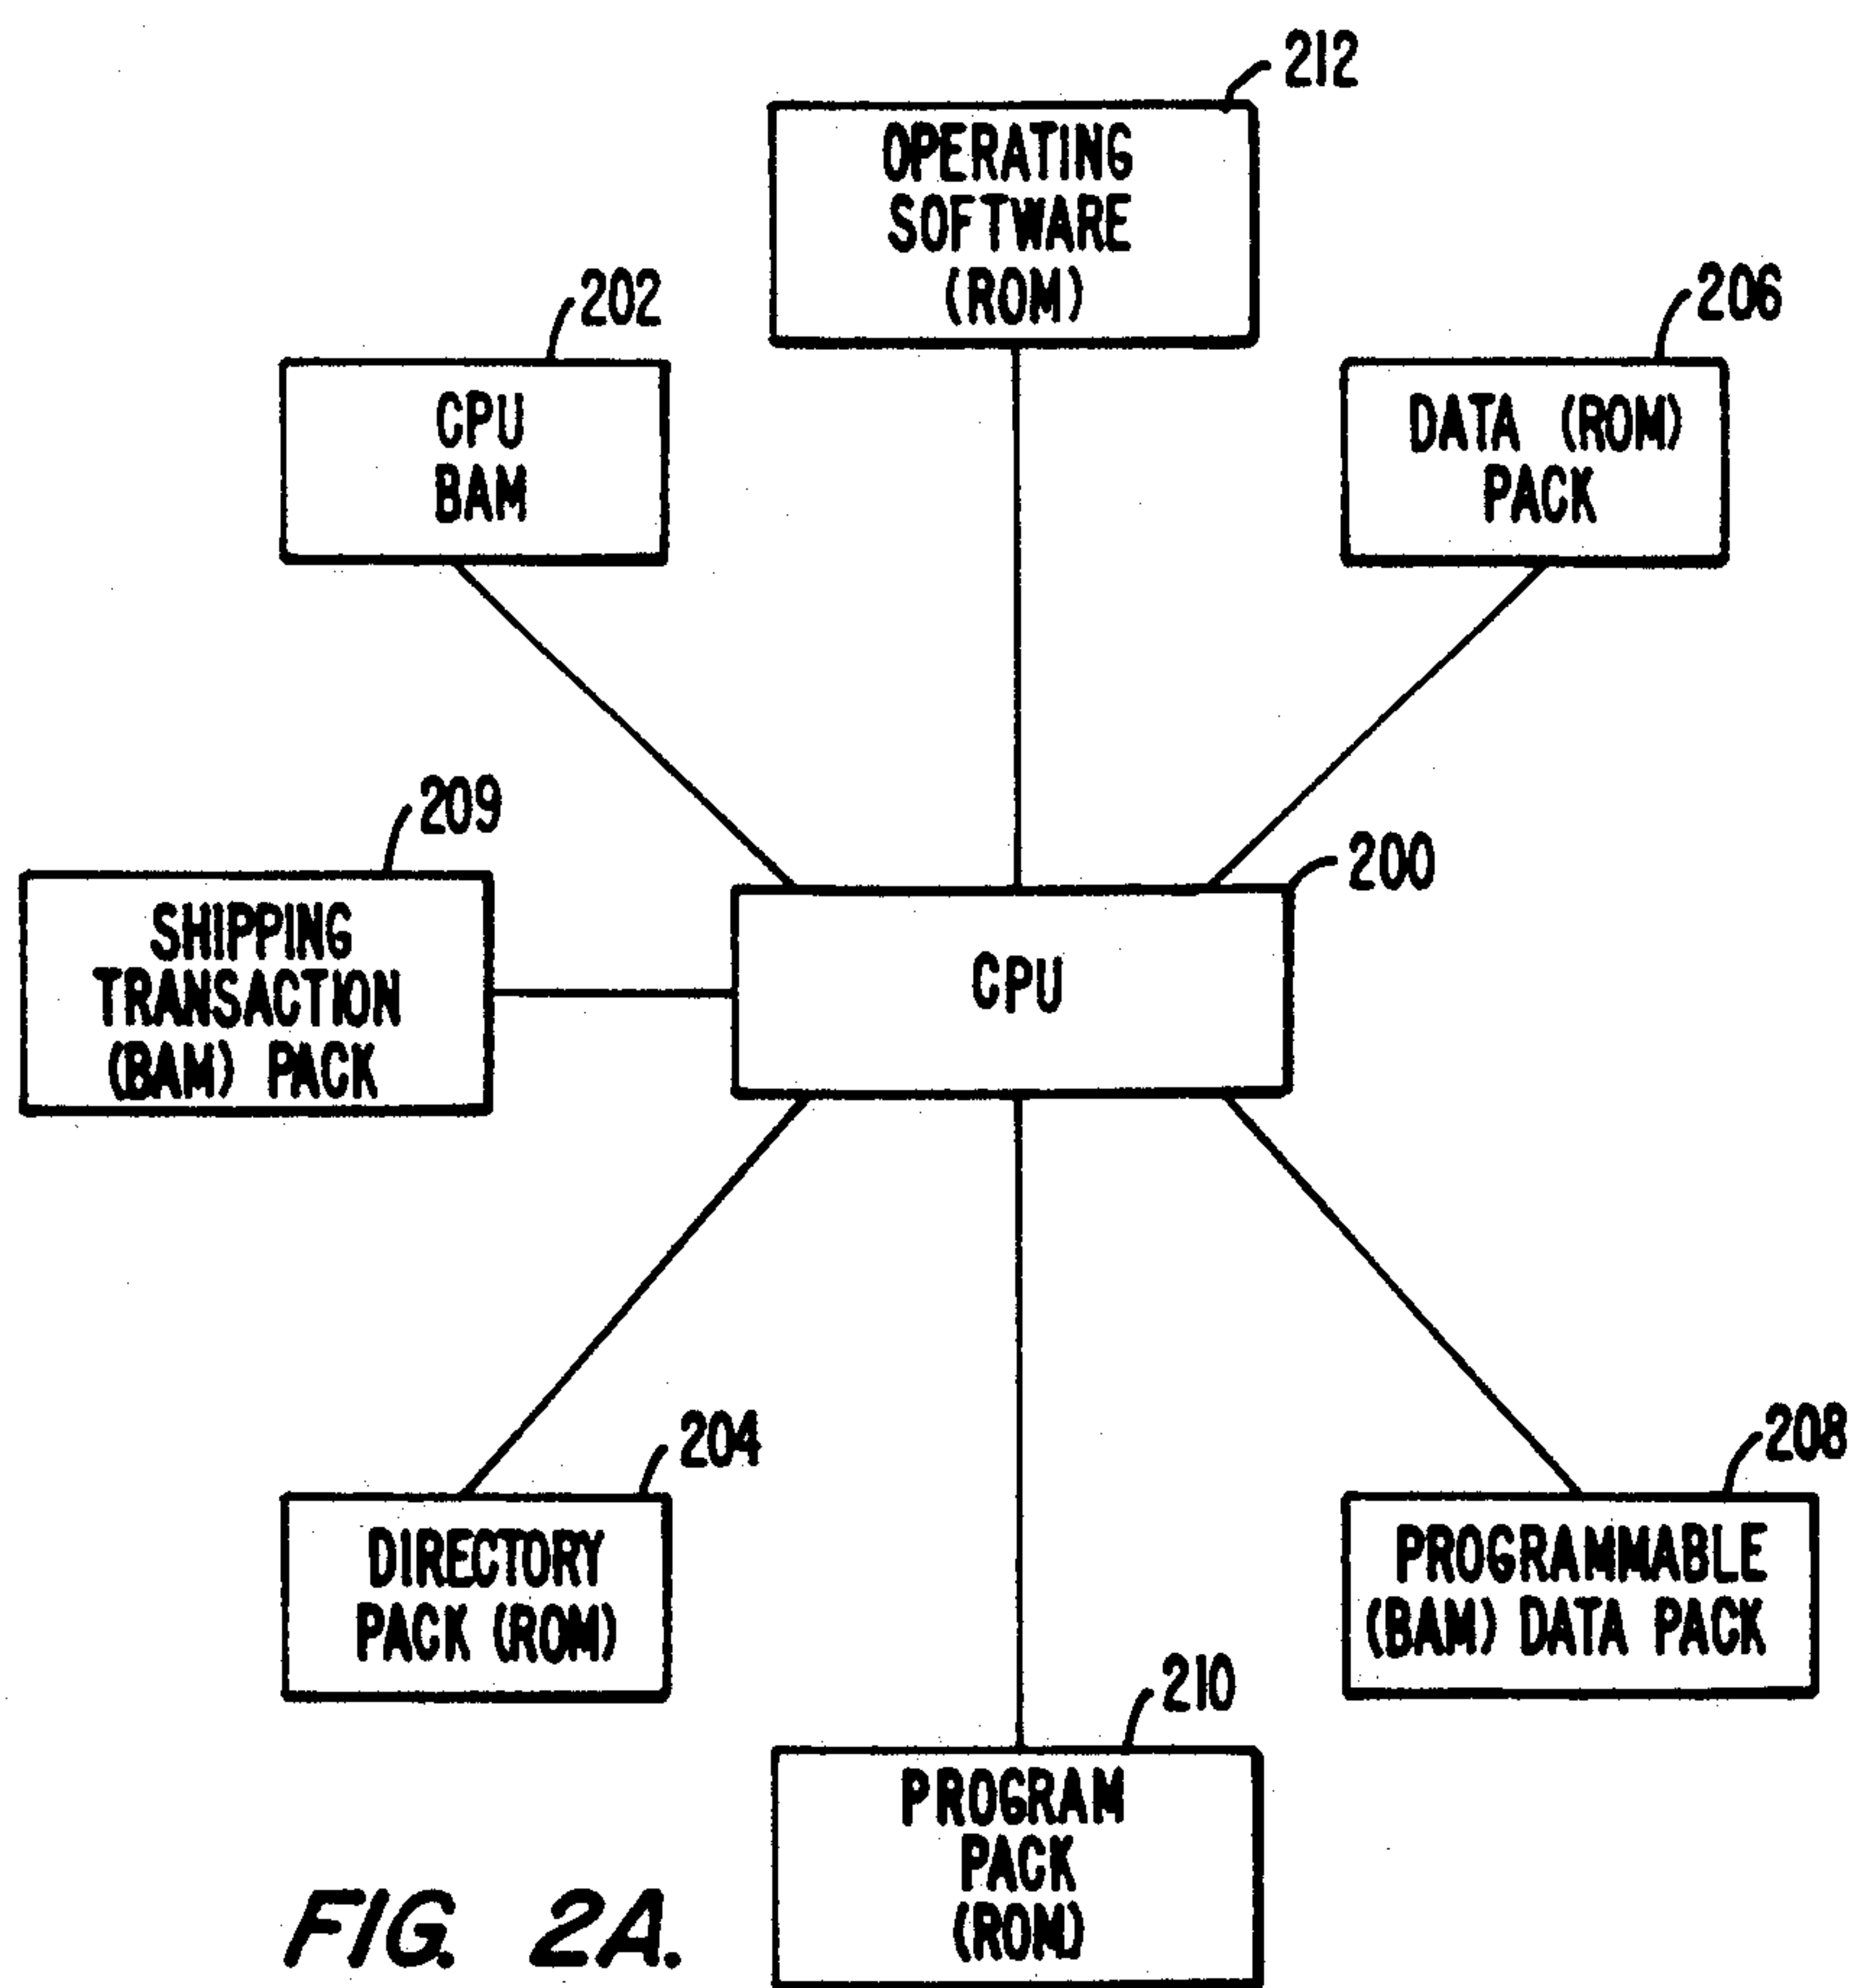 212
OPERATING
SOFTWARE
(ROM)
202
CPU
BAM
206
DATA (ROM)
PACK
209
SHIPPING
TRANSACTION
(BAM) PACK
200
CPU
204
DIRECTORY
PACK (ROM)
208
PROGRAMMABLE
(BAM) DATA PACK
210
PROGRAM
PACK
(ROM)
FIG. 2A.